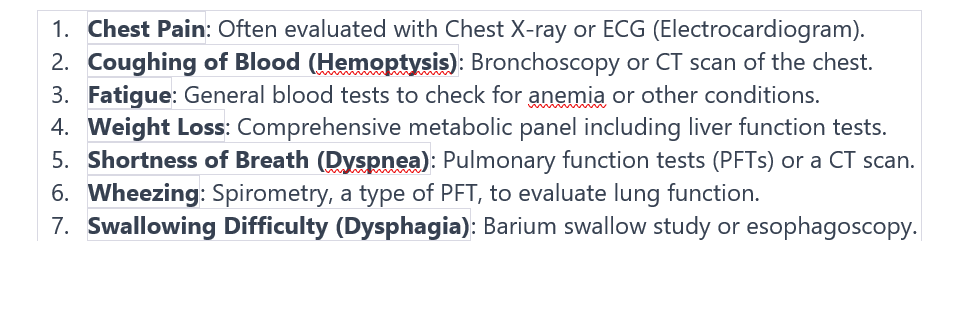 1. Chest Pain: Often evaluated with Chest X-ray or ECG (Electrocardiogram).
2. Coughing of Blood (Hemoptysis): Bronchoscopy or CT scan of the chest.
3. Fatigue: General blood tests to check for anemia or other conditions.
4. Weight Loss: Comprehensive metabolic panel including liver function tests.
5. Shortness of Breath (Dyspnea): Pulmonary function tests (PFTs) or a CT scan.
6. Wheezing: Spirometry, a type of PFT, to evaluate lung function.
7. Swallowing Difficulty (Dysphagia): Barium swallow study or esophagoscopy.